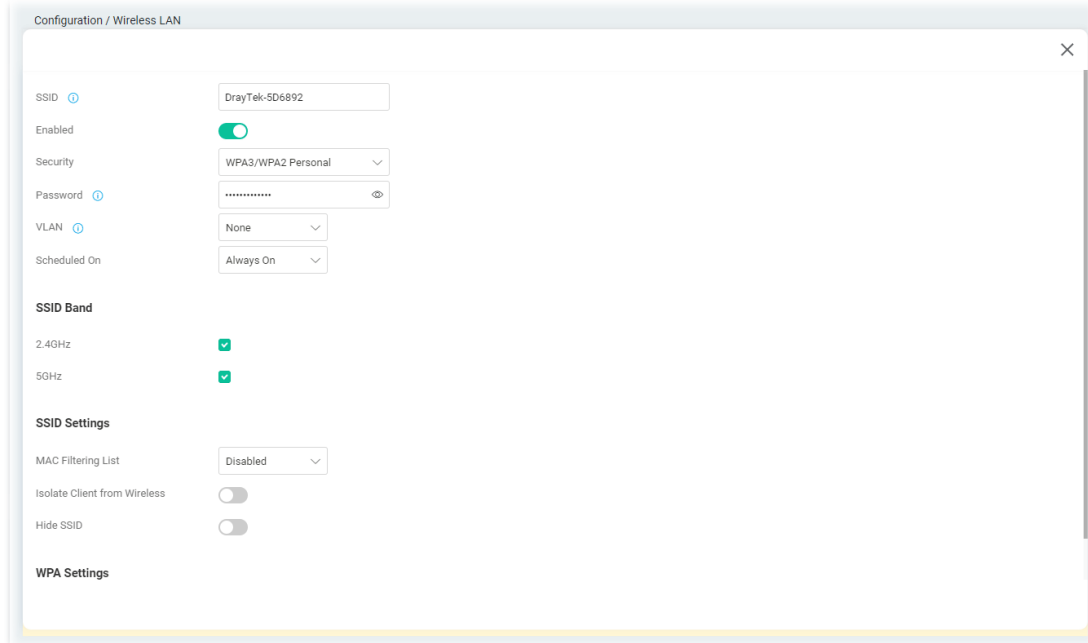 Configuration / Wireless LAN
SSID
DrayTek-5D6892
Enabled
Security
WPA3/WPA2 Personal
Password
•••••••••••••
VLAN
None
Scheduled On
Always On
SSID Band
2.4GHz
5GHz
SSID Settings
MAC Filtering List
Disabled
Isolate Client from Wireless
Hide SSID
WPA Settings